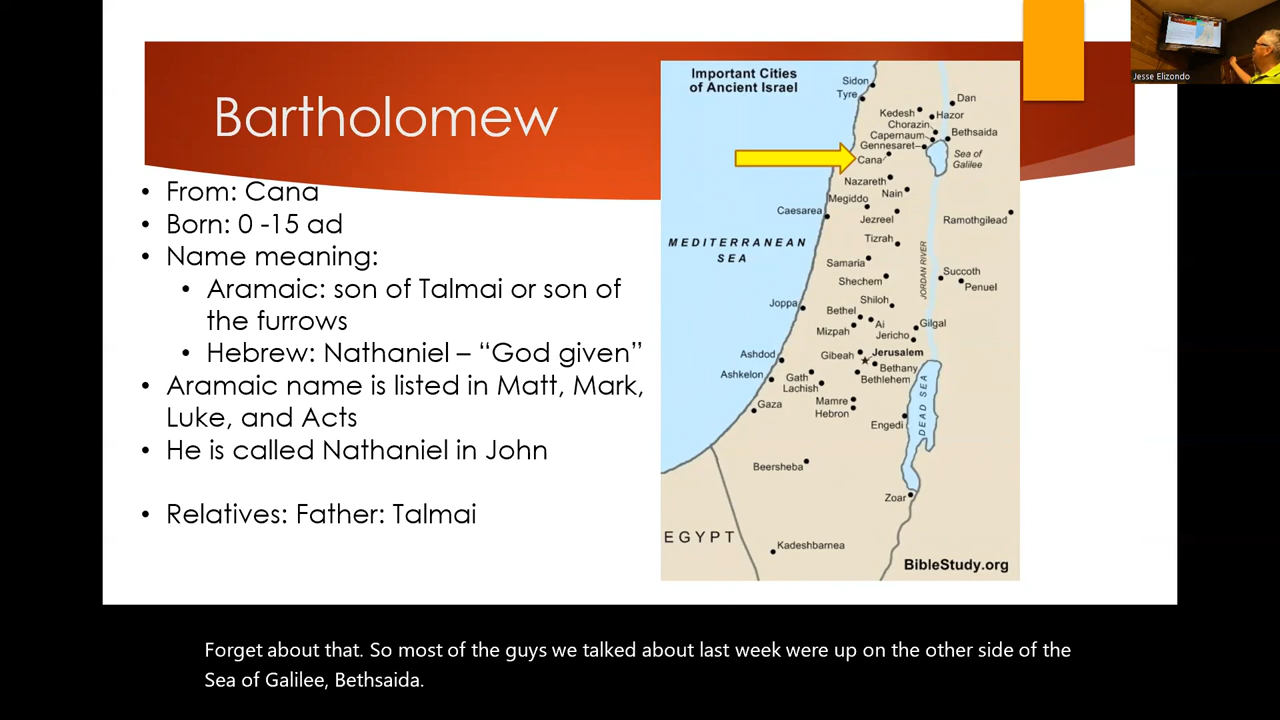 Bartholomew
• From: Cana
• Born: 0 -15 ad
• Name meaning:
• Aramaic: son of Talmai or son of
the furrows
• Hebrew: Nathaniel – “God given”
• Aramaic name is listed in Matt, Mark,
Luke, and Acts
• He is called Nathaniel in John
• Relatives: Father: Talmai
Important Cities
of Ancient Israel
Sidon
Tyre
Dan
Kedesh
Hazor
Chorazin
Capernaum
Bethsaida
Gennesaret
Cana
Sea of
Galilee
Nazareth
Nain
Megiddo
Caesarea
Jezreel
Ramothgilead
MEDITERRANEAN
SEA
Tizrah
Samaria
JORDAN RIVER
Succoth
Shechem
Penuel
Joppa
Shiloh
Bethel
Ai
Gilgal
Mizpah
Jericho
Ashdod
Gibeah
Jerusalem
Bethany
Ashkelon
Gath
Bethlehem
Lachish
Gaza
Mamre
Hebron
DEAD SEA
Engedi
Beersheba
Zoar
EGYPT
Kadeshbarnea
BibleStudy.org
Jesse Elizondo
Forget about that. So most of the guys we talked about last week were up on the other side of the
Sea of Galilee, Bethsaida.